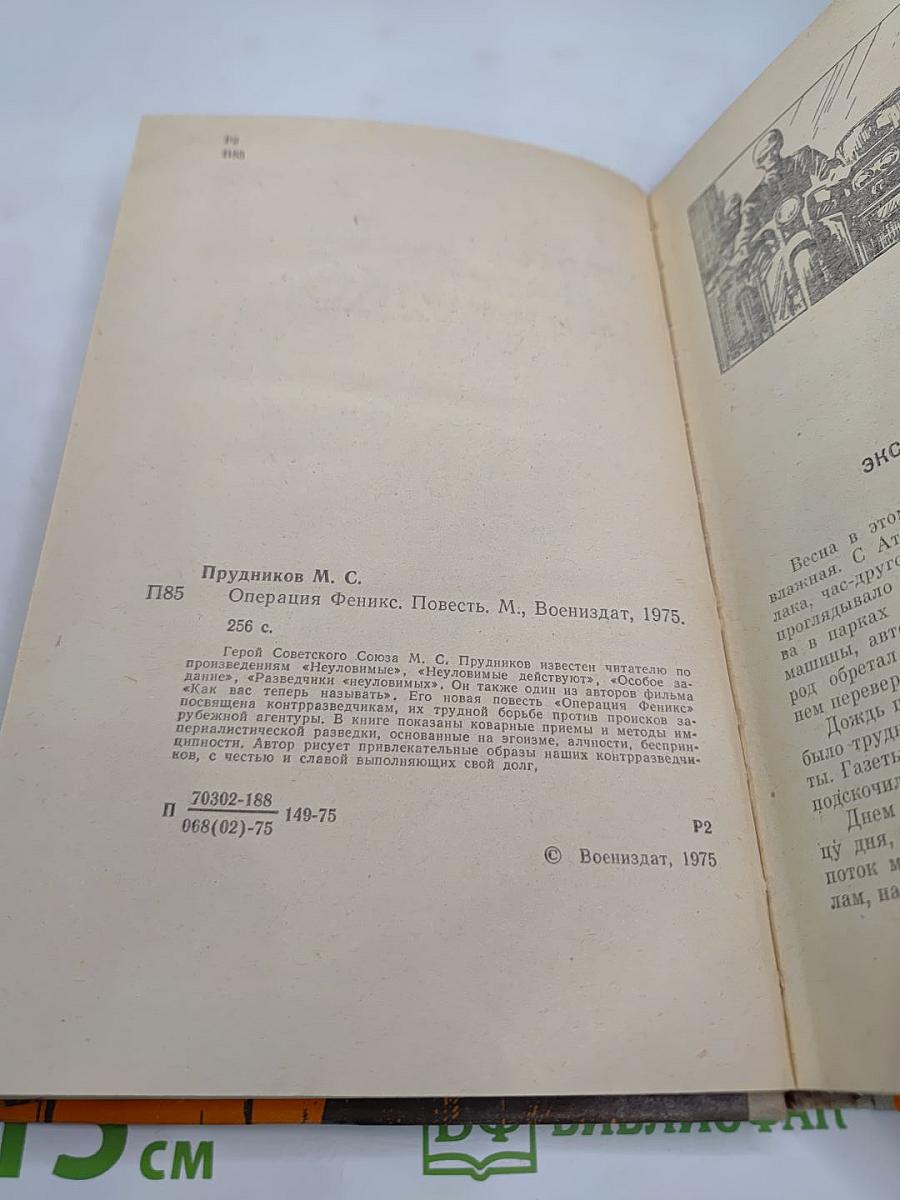 Р2
П85
Прудников М. С.
П85 Операция Феникс. Повесть. М., Воениздат, 1975.
256 с.
Герой Советского Союза М. С. Прудников известен читателю по
произведениям «Неуловимые», «Неуловимые действуют», «Особое за-
дание», «Разведчики «неуловимых». Он также один из авторов фильма
«Как вас теперь называть». Его новая повесть «Операция Феникс»
посвящена контрразведчикам, их трудной борьбе против происков за-
рубежной агентуры. В книге показаны коварные приемы и методы им-
периалистической разведки, основанные на эгоизме, алчности, беспринг
ципности. Автор рисует привлекательные образы наших контрразведчи-
ков, с честью и славой выполняющих свой долг,
П 70302-188 149-75
068(02)-75
Р2
© Воениздат, 1975
ЭКС
Весна в этом
влажная. С Ат
лака, час-друго
проглядывало
ва в парках
машины, авто
род обретал
нем перевер
Дождь п
было трудн
ты. Газеты
подскочил
Днем
цу дня,
поток м
лам, на
15 см
БФ БИБЛИОФАП